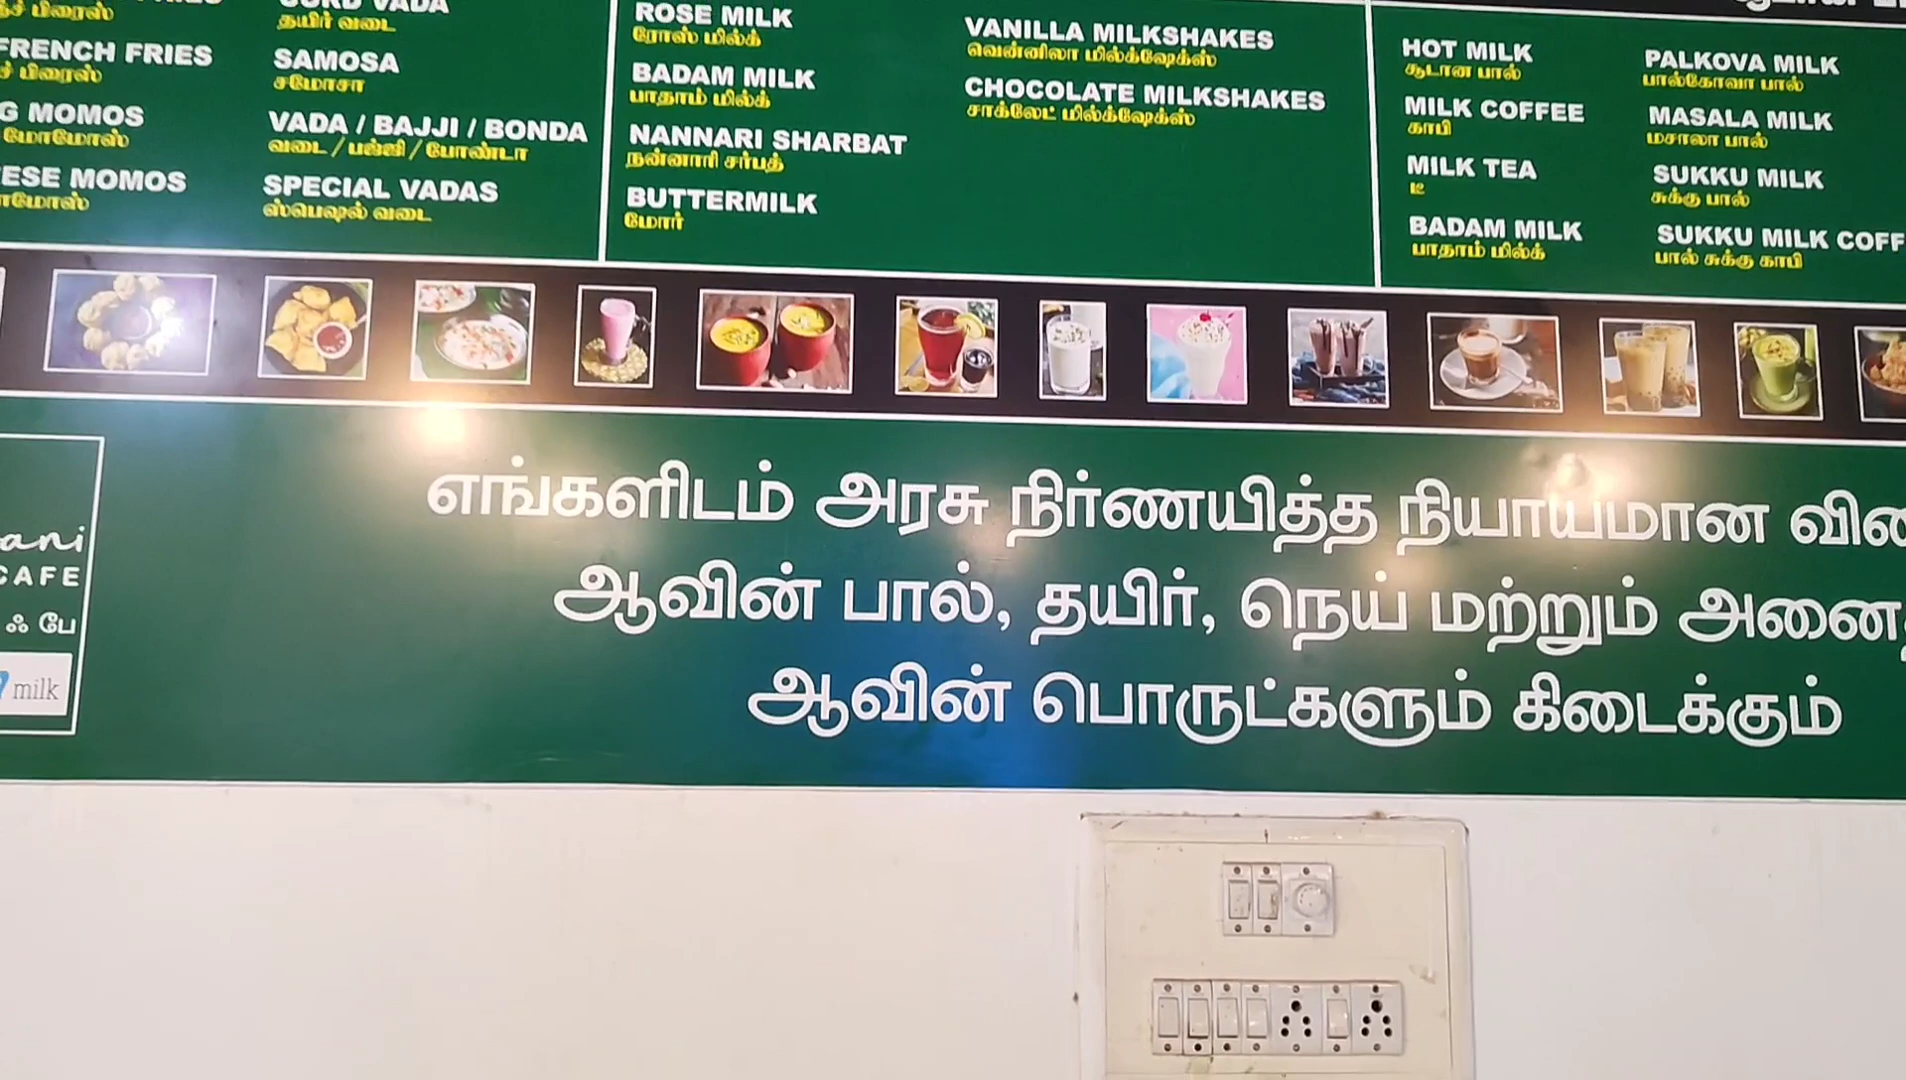 CURD VADA
தயிர் வடை
FRENCH FRIES
SAMOSA
சமோசா
MOMOS
மோமோஸ்
VADA / BAJJI / BONDA
வடை / பஜ்ஜி / போண்டா
MOMOS
SPECIAL VADAS
ஸ்பெஷல் வடை
ROSE MILK
ரோஸ் மில்க்
BADAM MILK
பாதாம் மில்க்
NANNARI SHARBAT
நன்னாரி சர்பத்
BUTTERMILK
மோர்
VANILLA MILKSHAKES
வென்னிலா மில்க்ஷேக்ஸ்
CHOCOLATE MILKSHAKES
சாக்லேட் மில்க்ஷேக்ஸ்
HOT MILK
சூடான பால்
MILK COFFEE
காபி
MILK TEA
டீ
BADAM MILK
பாதாம் மில்க்
PALKOVA MILK
பால்கோவா பால்
MASALA MILK
மசாலா பால்
SUKKU MILK
சுக்கு பால்
SUKKU MILK
பால் சுக்கு காபி
CAFE
milk
எங்களிடம் அரசு நிர்ணயித்த நியாயமான
ஆவின் பால், தயிர், நெய் மற்றும்
ஆவின் பொருட்களும் கிடைக்கும்